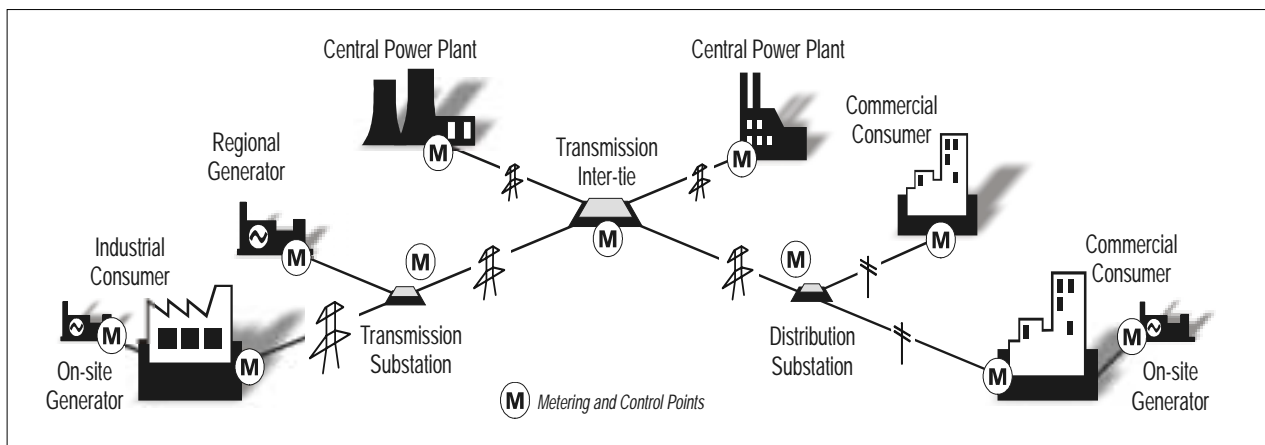 Central Power Plant
Central Power Plant
Commercial
Consumer
Regional
Generator
Transmission
Inter-tie
M
M
M
M
M
M
M
Industrial
Consumer
Commercial
Consumer
M
M
M
M
M
Transmission
Substation
Distribution
Substation
On-site
Generator
On-site
Generator
M Metering and Control Points